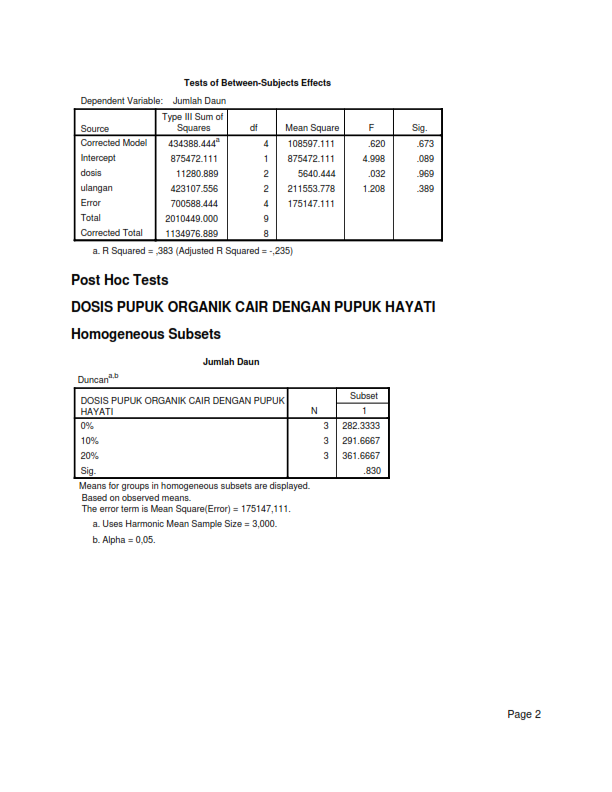 Tests of Between-Subjects Effects
Dependent Variable: Jumlah Daun
Source Type III Sum of Squares df Mean Square F Sig.
Corrected Model 434388.444a 4 108597.111 .620 .673
Intercept 875472.111 1 875472.111 4.998 .089
dosis 11280.889 2 5640.444 .032 .969
ulangan 423107.556 2 211553.778 1.208 .389
Error 700588.444 4 175147.111
Total 2010449.000 9
Corrected Total 1134976.889 8
a. R Squared = ,383 (Adjusted R Squared = -,235)
Post Hoc Tests
DOSIS PUPUK ORGANIK CAIR DENGAN PUPUK HAYATI
Homogeneous Subsets
Jumlah Daun
Duncana,b
DOSIS PUPUK ORGANIK CAIR DENGAN PUPUK HAYATI N Subset
1
0% 3 282.3333
10% 3 291.6667
20% 3 361.6667
Sig. .830
Means for groups in homogeneous subsets are displayed.
Based on observed means.
The error term is Mean Square(Error) = 175147,111.
a. Uses Harmonic Mean Sample Size = 3,000.
b. Alpha = 0,05.
Page 2